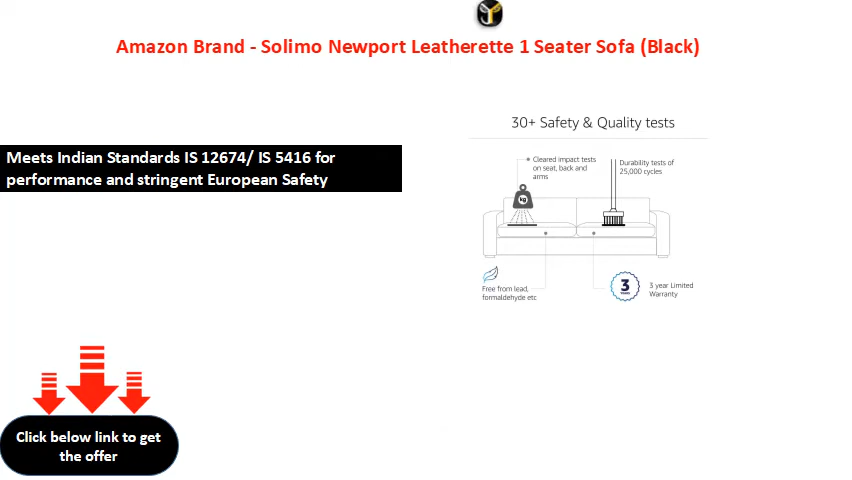 Amazon Brand - Solimo Newport Leatherette 1 Seater Sofa (Black)
30+ Safety & Quality tests
Meets Indian Standards IS 12674/ IS 5416 for
performance and stringent European Safety
Cleared impact tests
on seat, back and
arms
Durability tests of
25,000 cycles
kg
Free from lead,
formaldehyde etc
3
YEARS
3 year Limited
Warranty
Click below link to get
the offer